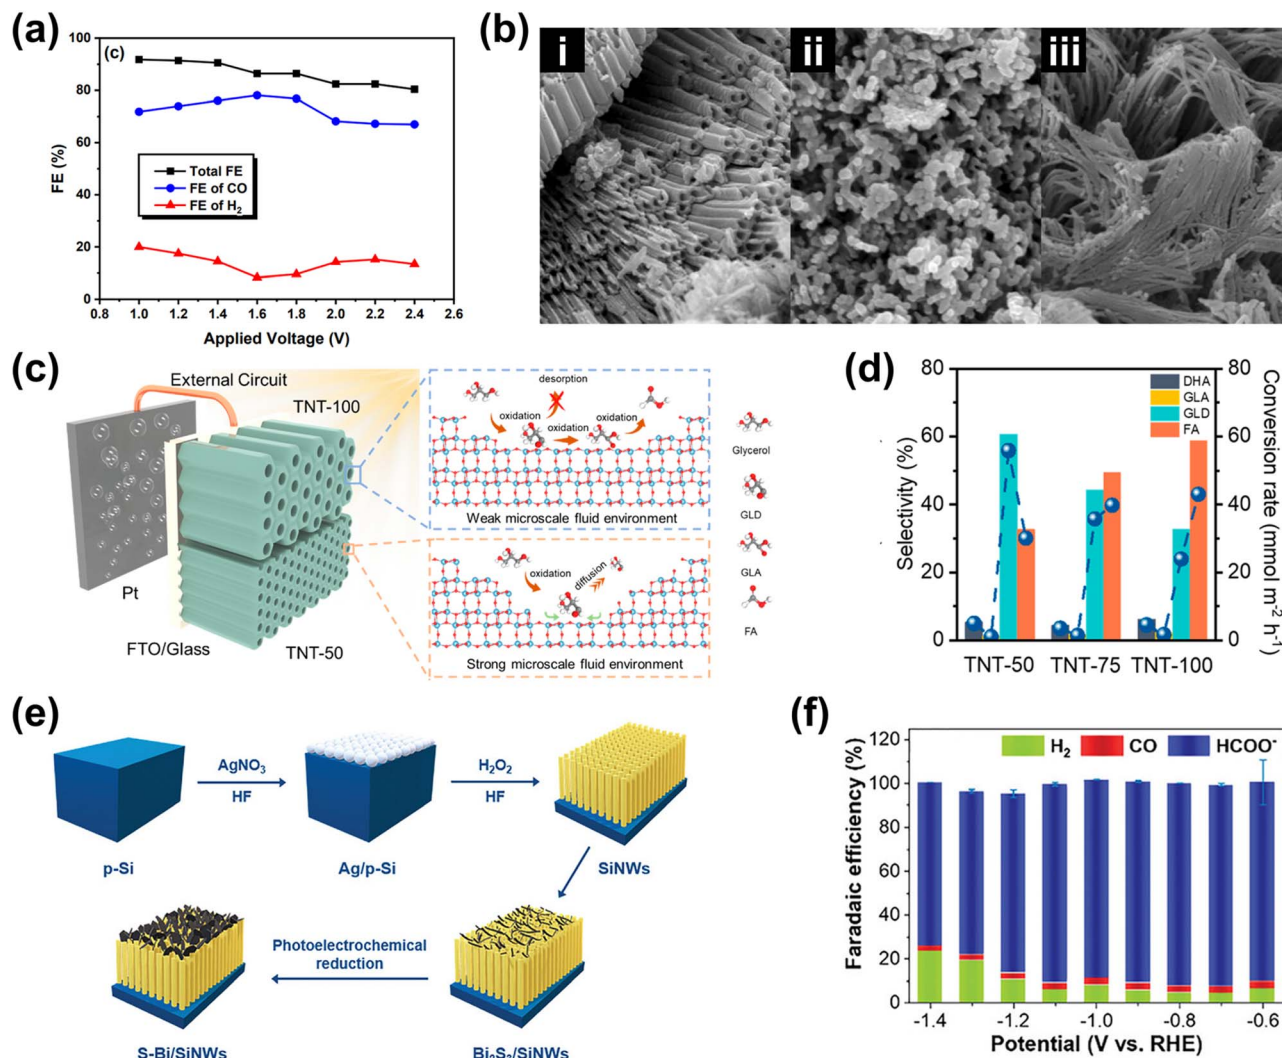 (a)
(c)
100
80
60
40
20
0
FE (%)
Total FE
FE of CO
FE of H₂
0.8 1.0 1.2 1.4 1.6 1.8 2.0 2.2 2.4 2.6
Applied Voltage (V)
(b)
i
ii
iii
(c)
External Circuit
TNT-100
Pt
FTO/Glass
TNT-50
desorption
oxidation
oxidation
Weak microscale fluid environment
oxidation
diffusion
Strong microscale fluid environment
Glycerol
GLD
GLA
FA
(d)
80
60
40
20
0
Selectivity (%)
DHA
GLA
GLD
FA
80
60
40
20
0
Conversion rate (mmol m⁻² h⁻¹)
TNT-50 TNT-75 TNT-100
(e)
p-Si
AgNO₃
HF
Ag/p-Si
H₂O₂
HF
SiNWs
Photoelectrochemical
reduction
S-Bi/SiNWs
Bi₂S₃/SiNWs
(f)
120
100
80
60
40
20
0
Faradaic efficiency (%)
H₂ CO HCOO⁻
-1.4 -1.2 -1.0 -0.8 -0.6
Potential (V vs. RHE)